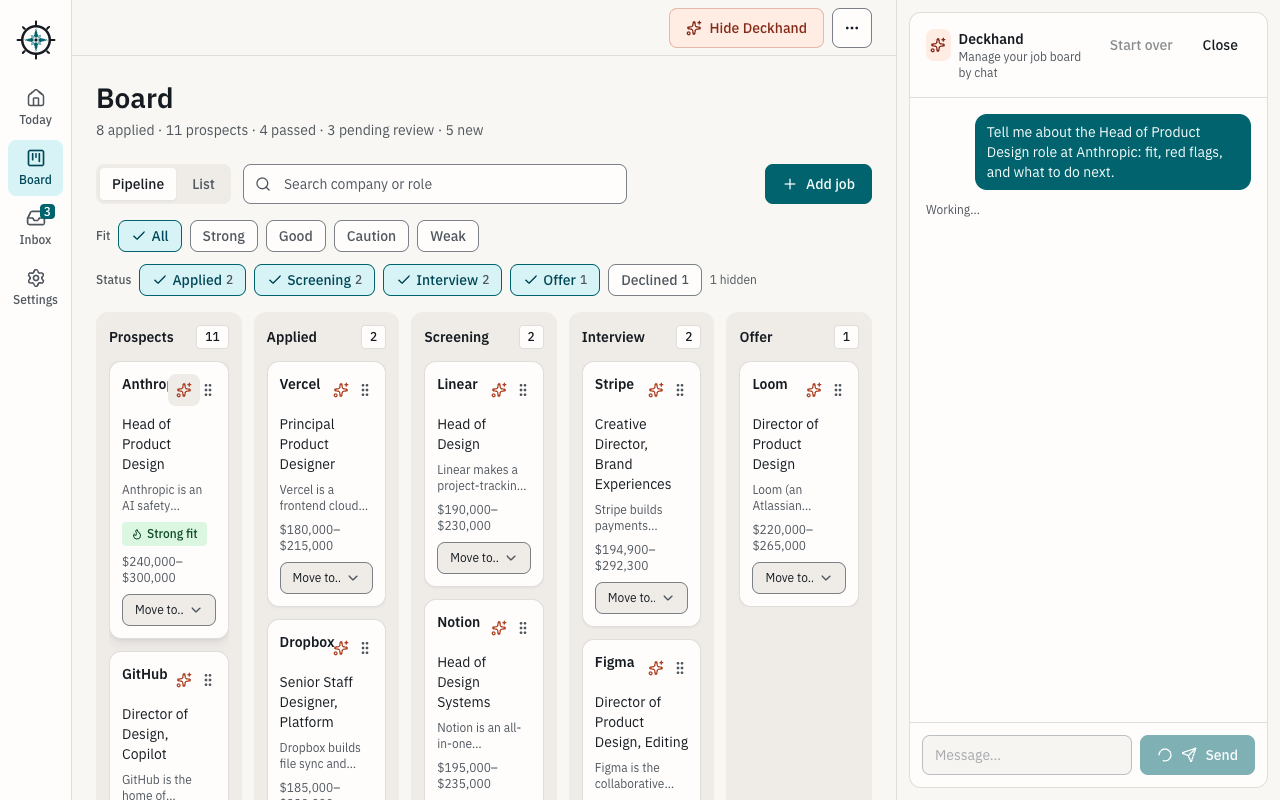 Hide Deckhand
Deckhand
Manage your job board
by chat
Start over
Close
Today
Board
3
Inbox
Settings
Board
8 applied · 11 prospects · 4 passed · 3 pending review · 5 new
Pipeline
List
Search company or role
Add job
Fit
All
Strong
Good
Caution
Weak
Status
Applied 2
Screening 2
Interview 2
Offer 1
Declined 1
1 hidden
Prospects
11
Head of
Product
Design
Anthropic is an
AI safety...
Strong fit
$240,000–
$300,000
Move to..
GitHub
Director of
Design,
Copilot
GitHub is the
home of...
Applied
2
Vercel
Principal
Product
Designer
Vercel is a
frontend cloud...
$180,000–
$215,000
Move to..
Dropbox
Senior Staff
Designer,
Platform
Dropbox builds
file sync and...
$185,000–
Screening
2
Linear
Head of
Design
Linear makes a
project-trackin...
$190,000–
$230,000
Move to..
Notion
Head of
Design
Systems
Notion is an all-
in-one...
$195,000–
$235,000
Interview
2
Stripe
Creative
Director,
Brand
Experiences
Stripe builds
payments...
$194,900–
$292,300
Move to..
Figma
Director of
Product
Design, Editing
Figma is the
collaborative...
Offer
1
Loom
Director of
Product
Design
Loom (an
Atlassian...
$220,000–
$265,000
Move to..
Tell me about the Head of Product
Design role at Anthropic: fit, red flags,
and what to do next.
Working...
Message...
Send